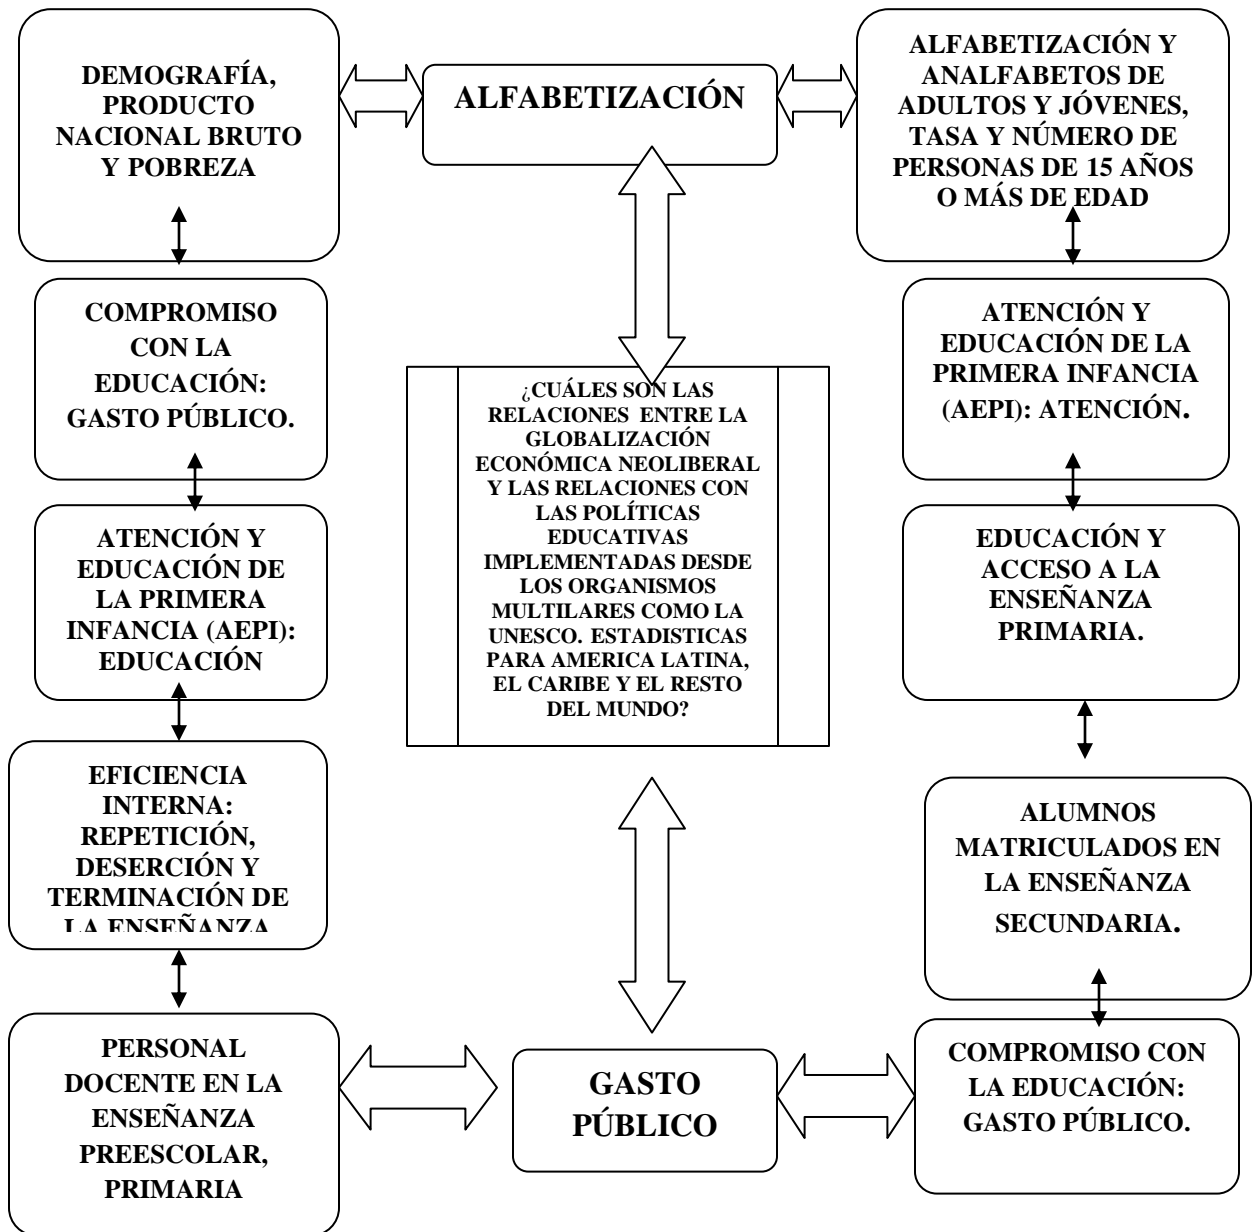 DEMOGRAFÍA,
PRODUCTO
NACIONAL BRUTO
Y POBREZA
ALFABETIZACIÓN
ALFABETIZACIÓN Y
ANALFABETOS DE
ADULTOS Y JÓVENES,
TASA Y NÚMERO DE
PERSONAS DE 15 AÑOS
O MÁS DE EDAD
COMPROMISO
CON LA
EDUCACIÓN:
GASTO PÚBLICO.
¿CUÁLES SON LAS
RELACIONES ENTRE LA
GLOBALIZACIÓN
ECONÓMICA NEOLIBERAL
Y LAS RELACIONES CON
LAS POLÍTICAS
EDUCATIVAS
IMPLEMENTADAS DESDE
LOS ORGANISMOS
MULTILARES COMO LA
UNESCO. ESTADISTICAS
PARA AMERICA LATINA,
EL CARIBE Y EL RESTO
DEL MUNDO?
ATENCIÓN Y
EDUCACIÓN DE LA
PRIMERA INFANCIA
(AEPI): ATENCIÓN.
ATENCIÓN Y
EDUCACIÓN DE
LA PRIMERA
INFANCIA (AEPI):
EDUCACIÓN
EDUCACIÓN Y
ACCESO A LA
ENSEÑANZA
PRIMARIA.
EFICIENCIA
INTERNA:
REPETICIÓN,
DESERCIÓN Y
TERMINACIÓN DE
LA ENSEÑANZA
ALUMNOS
MATRICULADOS EN
LA ENSEÑANZA
SECUNDARIA.
PERSONAL
DOCENTE EN LA
ENSEÑANZA
PREESCOLAR,
PRIMARIA
GASTO
PÚBLICO
COMPROMISO CON
LA EDUCACIÓN:
GASTO PÚBLICO.